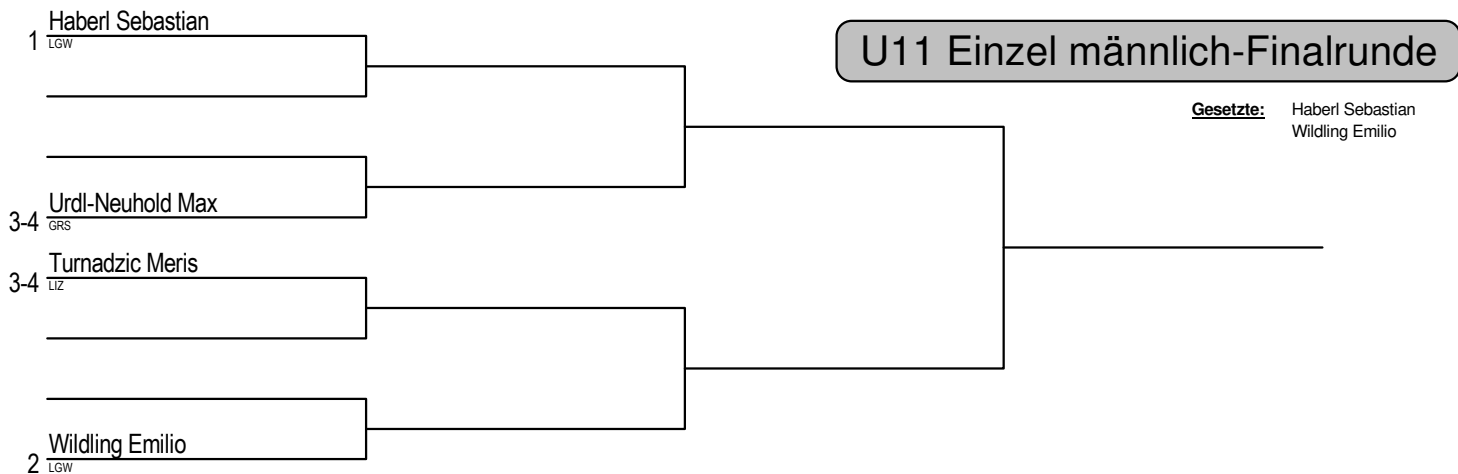 U11 Einzel männlich-Finalrunde
Gesetzte: Haberl Sebastian
Wildling Emilio
Haberl Sebastian
1 LGW
Urdl-Neuhold Max
3-4 GRS
Turnadzic Meris
3-4 LIZ
Wildling Emilio
2 LGW